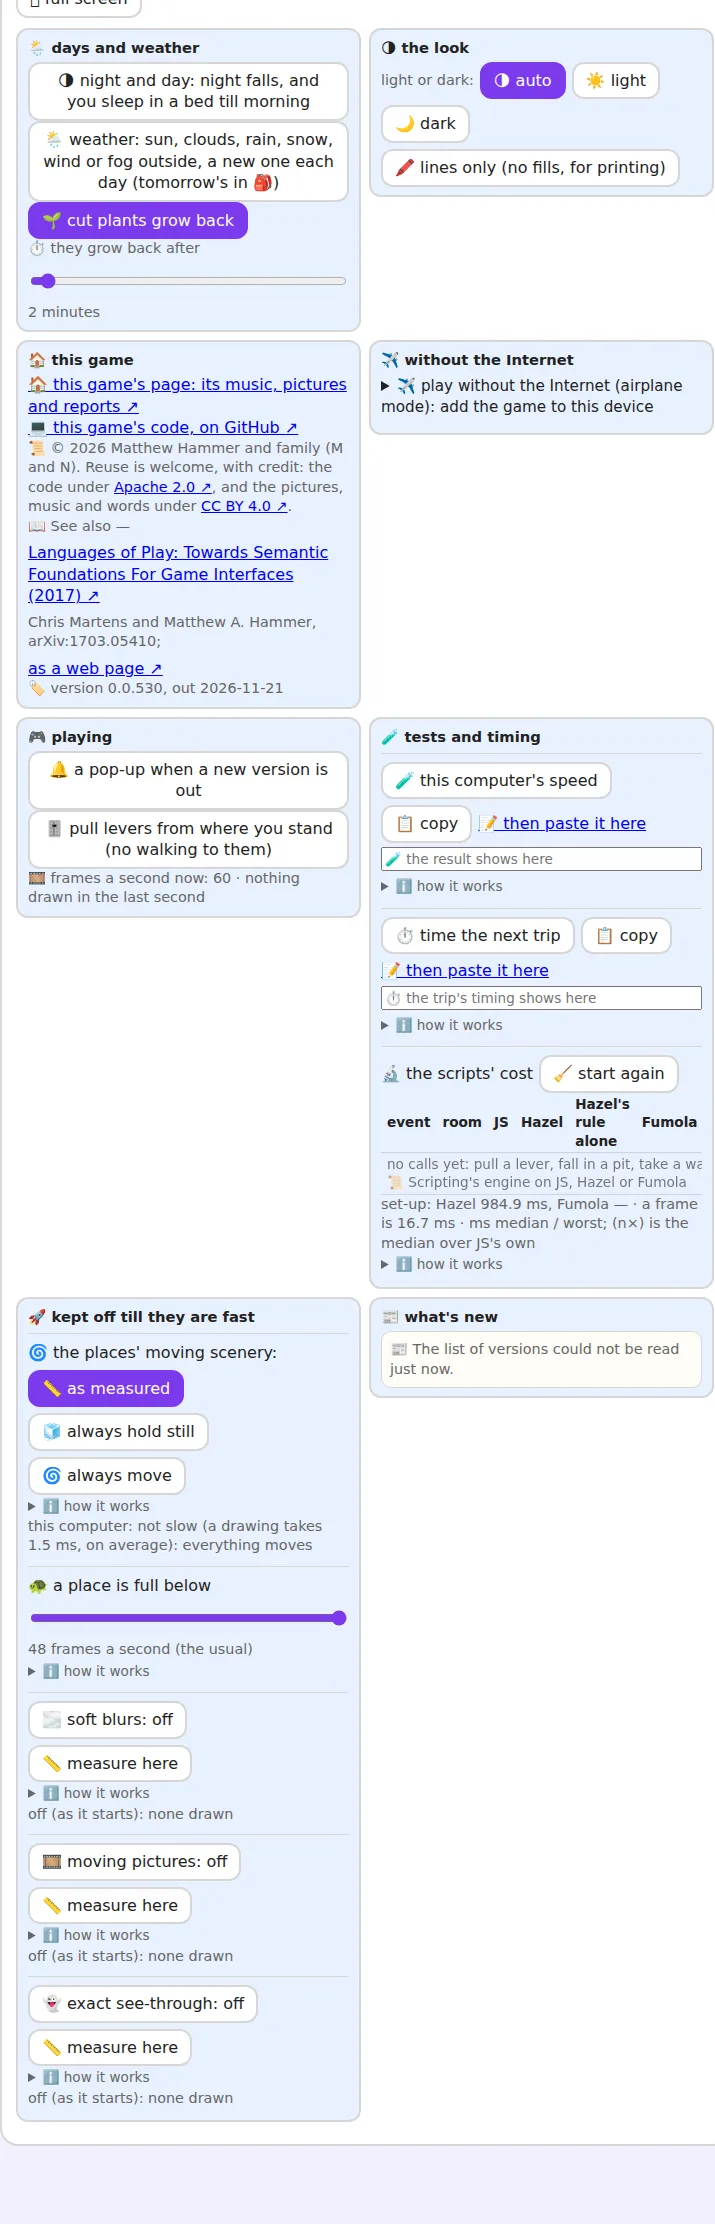 full screen
🌦️ days and weather
🌗 night and day: night falls, and
you sleep in a bed till morning
🌦️ weather: sun, clouds, rain, snow,
wind or fog outside, a new one each
day (tomorrow's in 🎒)
🌱 cut plants grow back
⏱️ they grow back after
2 minutes
🌗 the look
light or dark: 🌗 auto ☀️ light
🌙 dark
🖍️ lines only (no fills, for printing)
🏠 this game
🏠 this game's page: its music, pictures
and reports ↗
💻 this game's code, on GitHub ↗
📜 © 2026 Matthew Hammer and family (M
and N). Reuse is welcome, with credit: the
code under Apache 2.0 ↗, and the pictures,
music and words under CC BY 4.0 ↗.
📖 See also —
Languages of Play: Towards Semantic
Foundations For Game Interfaces
(2017) ↗
Chris Martens and Matthew A. Hammer,
arXiv:1703.05410;
as a web page ↗
🏷️ version 0.0.530, out 2026-11-21
✈️ without the Internet
▶ ✈️ play without the Internet (airplane
mode): add the game to this device
🎮 playing
🔔 a pop-up when a new version is
out
🎚️ pull levers from where you stand
(no walking to them)
🎞️ frames a second now: 60 · nothing
drawn in the last second
🧪 tests and timing
🧪 this computer's speed
📋 copy 📝 then paste it here
🧪 the result shows here
▶ ℹ️ how it works
⏱️ time the next trip 📋 copy
📝 then paste it here
⏱️ the trip's timing shows here
▶ ℹ️ how it works
🔬 the scripts' cost 🧹 start again
event room JS Hazel Hazel's rule alone Fumola
no calls yet: pull a lever, fall in a pit, take a wa
📜 Scripting's engine on JS, Hazel or Fumola
set-up: Hazel 984.9 ms, Fumola — · a frame
is 16.7 ms · ms median / worst; (n×) is the
median over JS's own
▶ ℹ️ how it works
🚀 kept off till they are fast
🌀 the places' moving scenery:
📏 as measured
🧊 always hold still
🌀 always move
▶ ℹ️ how it works
this computer: not slow (a drawing takes
1.5 ms, on average): everything moves
🐢 a place is full below
48 frames a second (the usual)
▶ ℹ️ how it works
🌫️ soft blurs: off
📏 measure here
▶ ℹ️ how it works
off (as it starts): none drawn
🎞️ moving pictures: off
📏 measure here
▶ ℹ️ how it works
off (as it starts): none drawn
👻 exact see-through: off
📏 measure here
▶ ℹ️ how it works
off (as it starts): none drawn
📰 what's new
📰 The list of versions could not be read
just now.